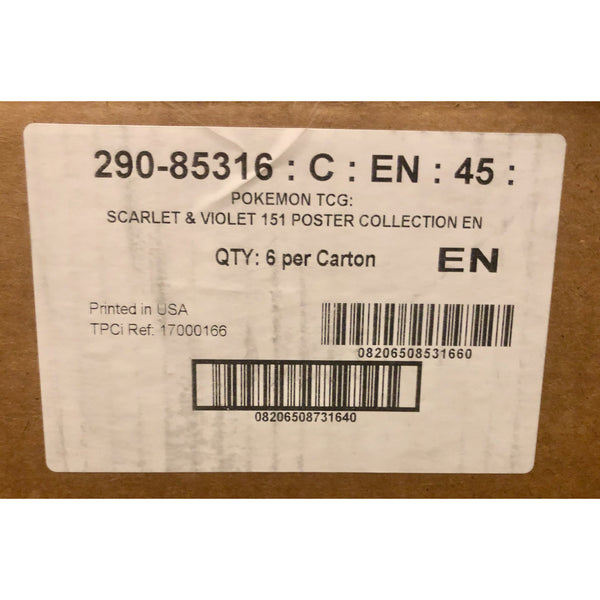 290-85316 : C : EN : 45 :
POKEMON TCG:
SCARLET & VIOLET 151 POSTER COLLECTION EN
QTY: 6 per Carton
EN
Printed in USA
TPCi Ref: 17000166
08206508531660
08206508731640